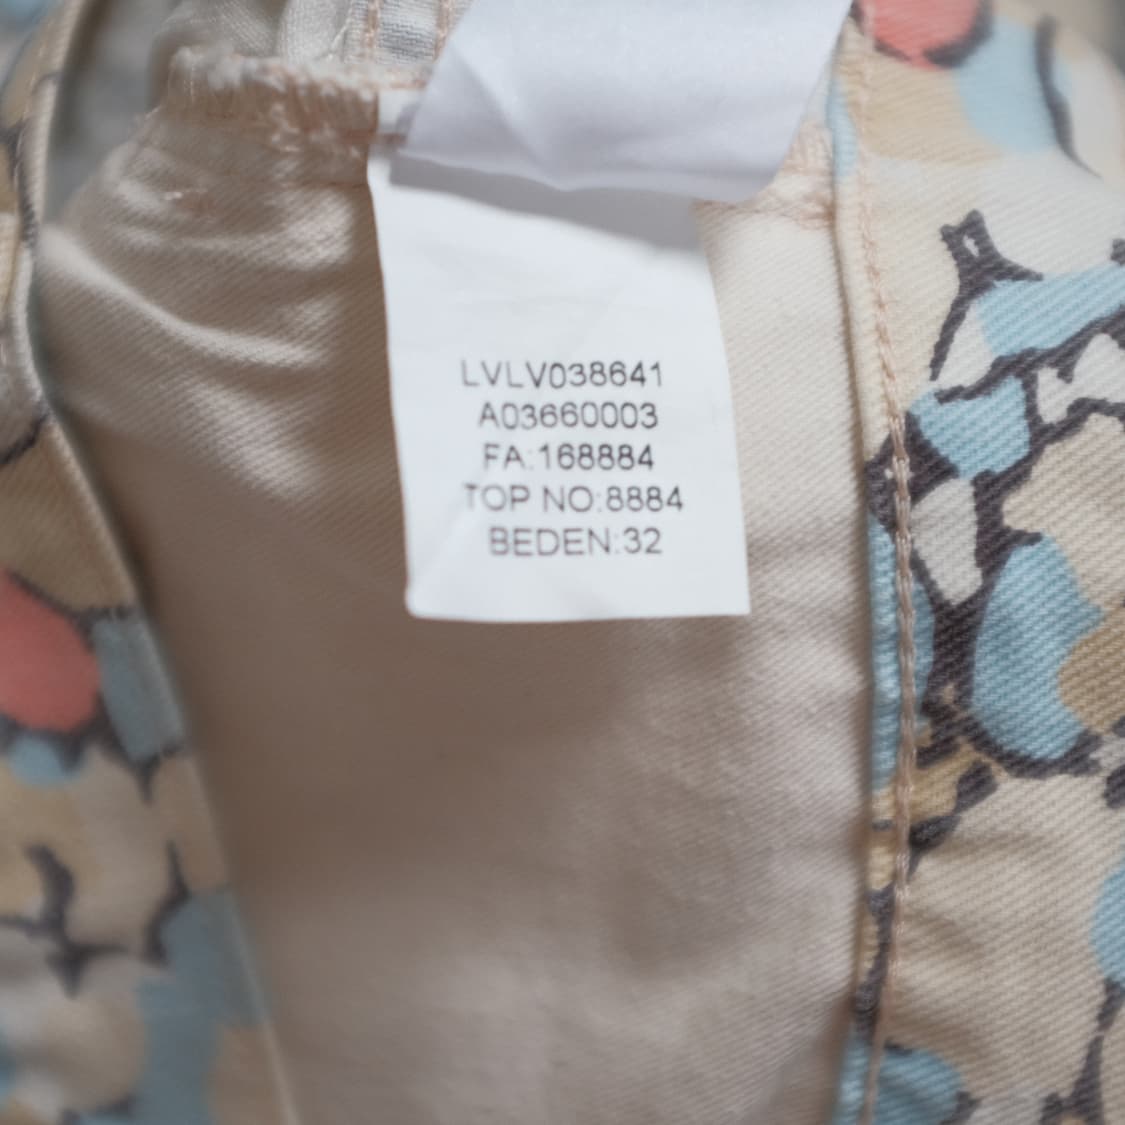 LVLV038641
A03660003
FA:168884
TOP NO:8884
BEDEN:32